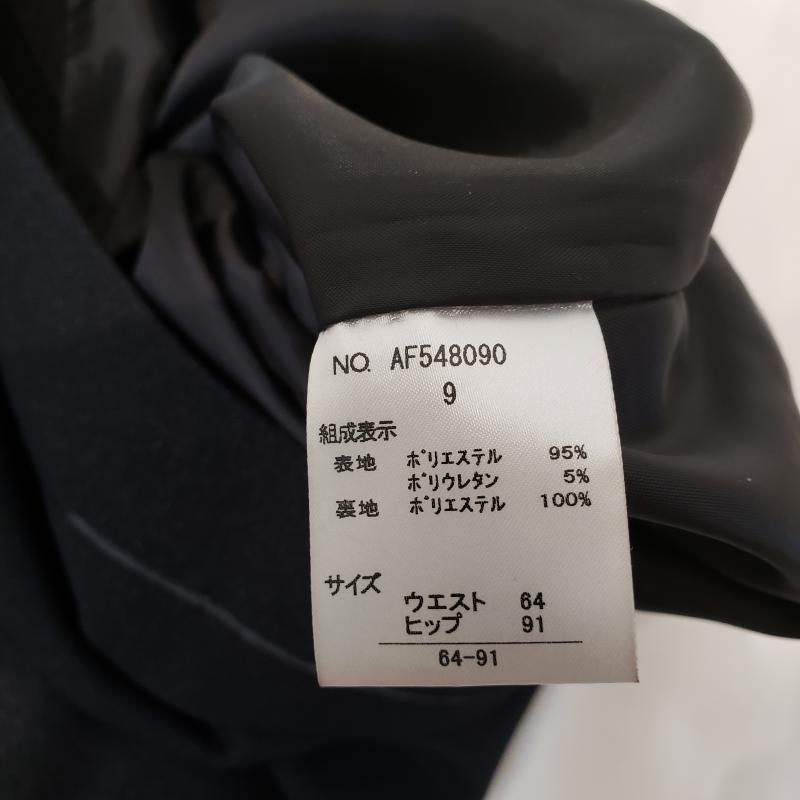 NO. AF548090
9
組成表示
表地 ポリエステル 95%
ポリウレタン 5%
裏地 ポリエステル 100%
サイズ
ウエスト 64
ヒップ 91
64-91